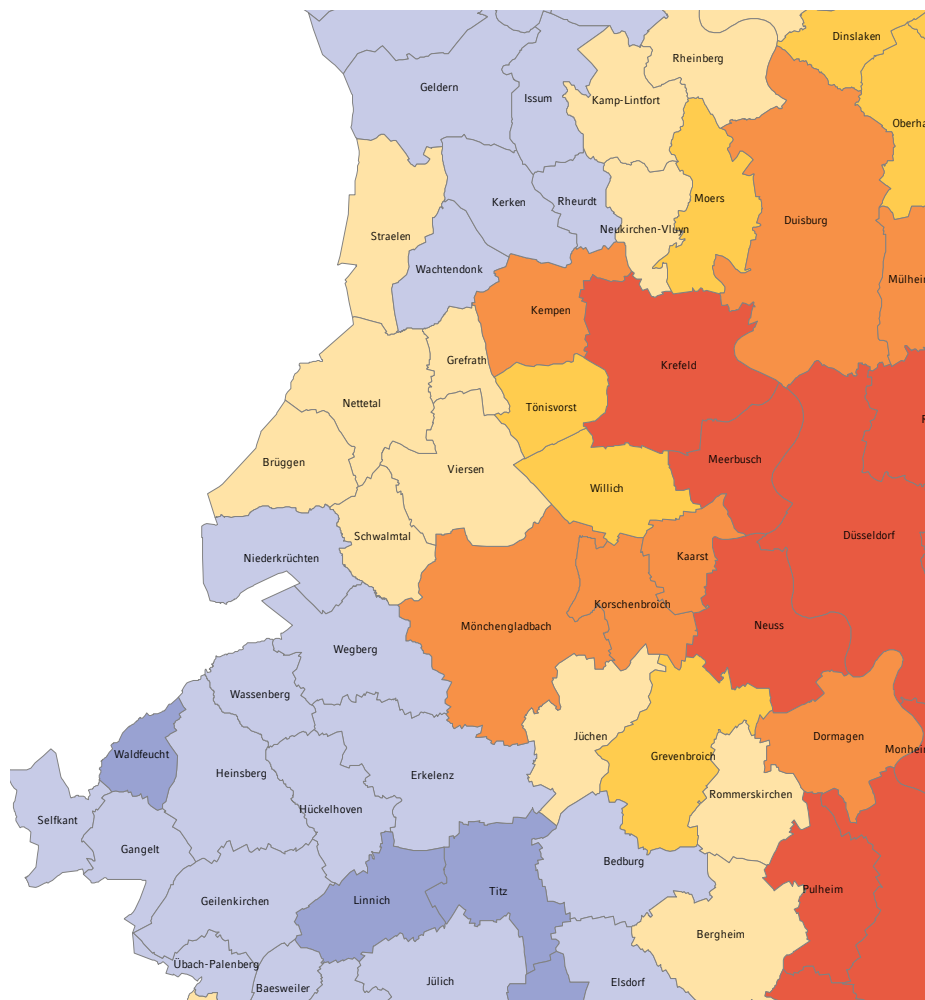 Dinslaken
Rheinberg
Geldern
Issum
Kamp-Lintfort
Oberha
Kerken
Rheurdt
Moers
Duisburg
Neukirchen-Vluyn
Straelen
Wachtendonk
Mülhei
Kempen
Grefrath
Krefeld
Nettetal
Tönisvorst
Brüggen
Viersen
Meerbusch
Willich
Schwalmtal
Düsseldorf
Niederkrüchten
Kaarst
Korschenbroich
Mönchengladbach
Neuss
Wegberg
Wassenberg
Jüchen
Dormagen
Waldfeucht
Grevenbroich
Monhei
Heinsberg
Erkelenz
Rommerskirchen
Hückelhoven
Selfkant
Gangelt
Bedburg
Pulheim
Geilenkirchen
Linnich
Titz
Bergheim
Übach-Palenberg
Jülich
Elsdorf
Baesweiler